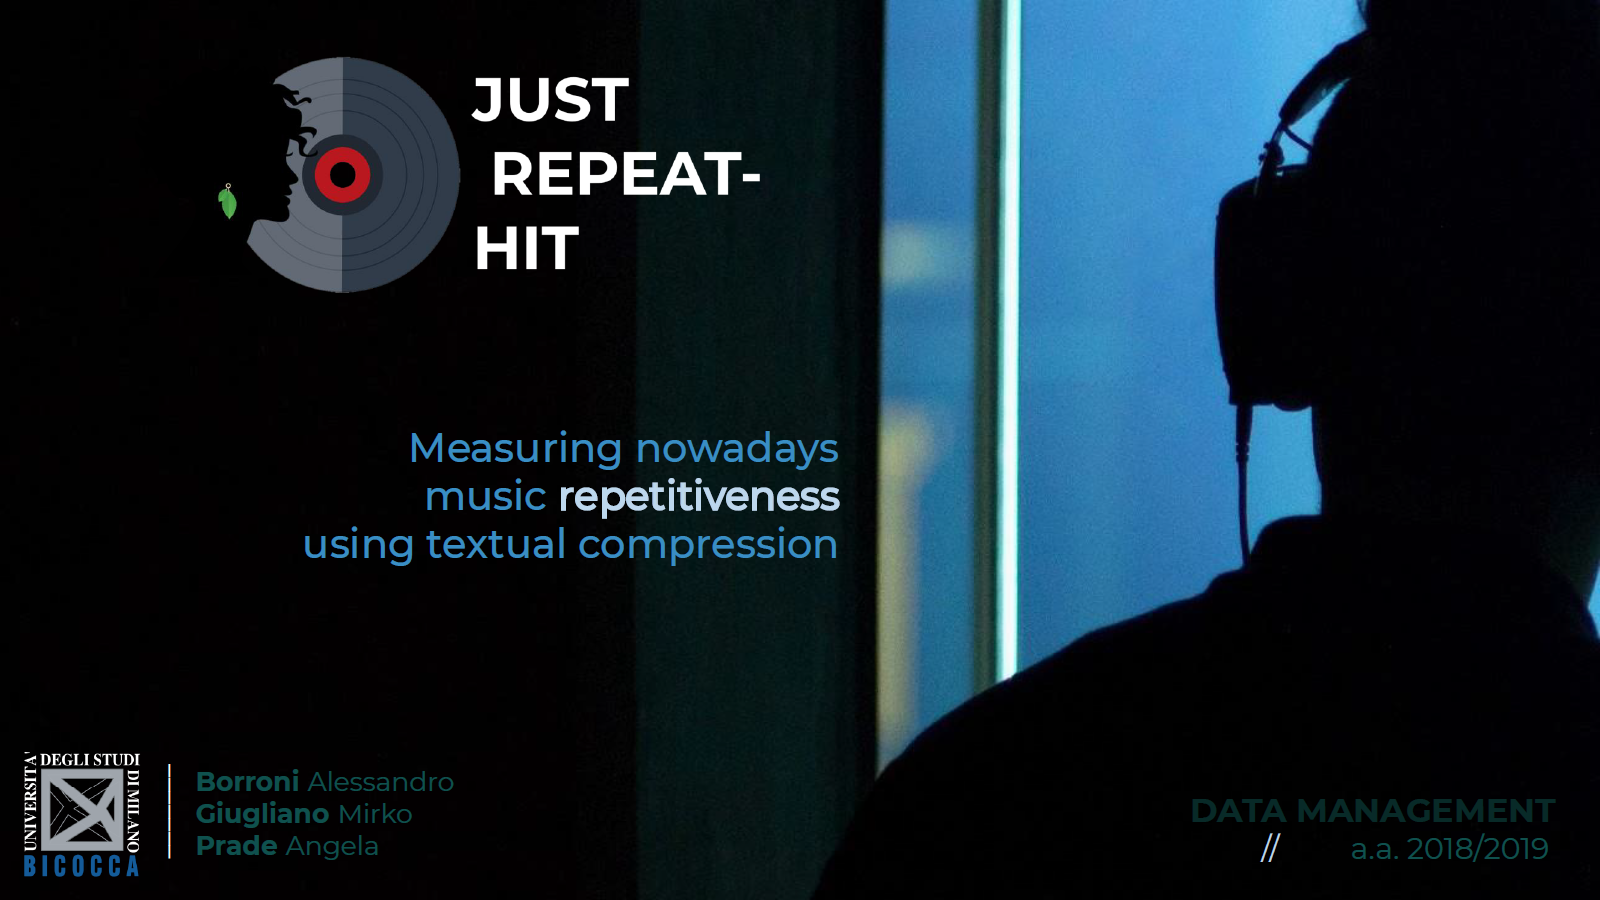 JUST
REPEAT-
HIT
Measuring nowadays
music repetitiveness
using textual compression
UNIVERSITA' DEGLI STUDI DI MILANO
BICOCCA
Borroni Alessandro
Giugliano Mirko
Prade Angela
DATA MANAGEMENT
// a.a. 2018/2019